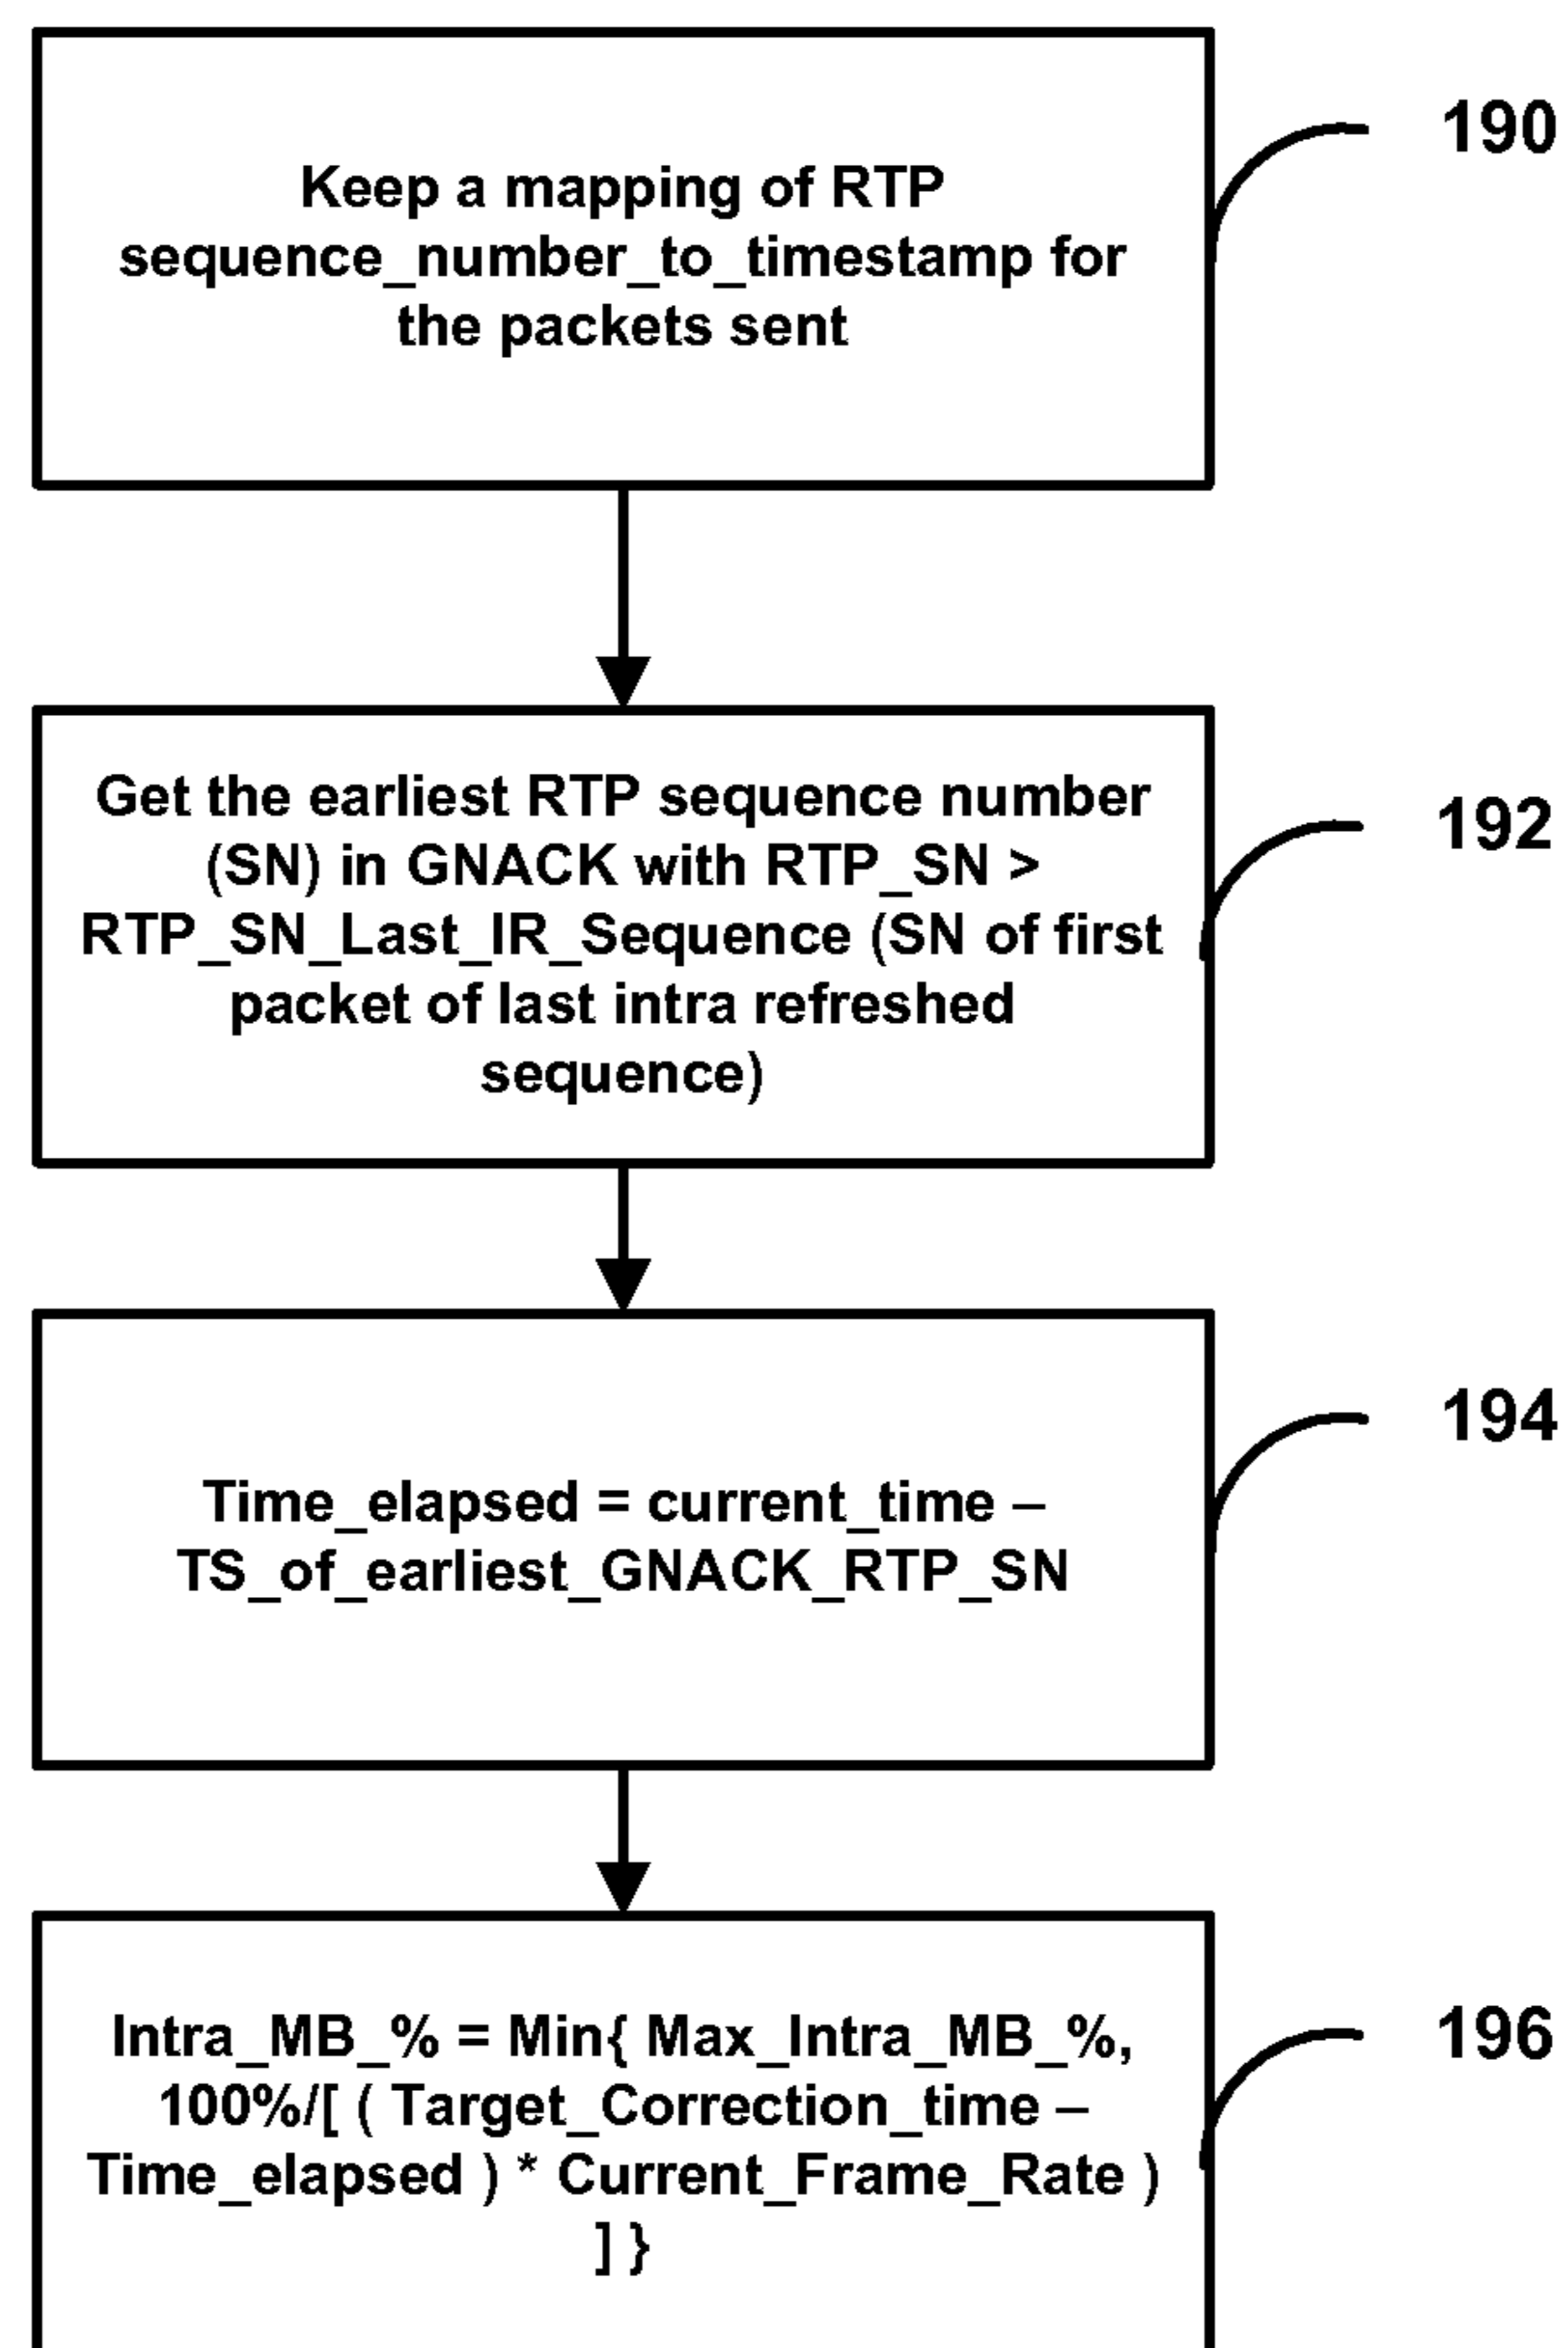 Keep a mapping of RTP
sequence_number_to_timestamp for
the packets sent
190
Get the earliest RTP sequence number
(SN) in GNACK with RTP_SN >
RTP_SN_Last_IR_Sequence (SN of first
packet of last intra refreshed
sequence)
192
Time_elapsed = current_time –
TS_of_earliest_GNACK_RTP_SN
194
Intra_MB_% = Min{ Max_Intra_MB_%,
100%/[ ( Target_Correction_time –
Time_elapsed ) * Current_Frame_Rate )
] }
196